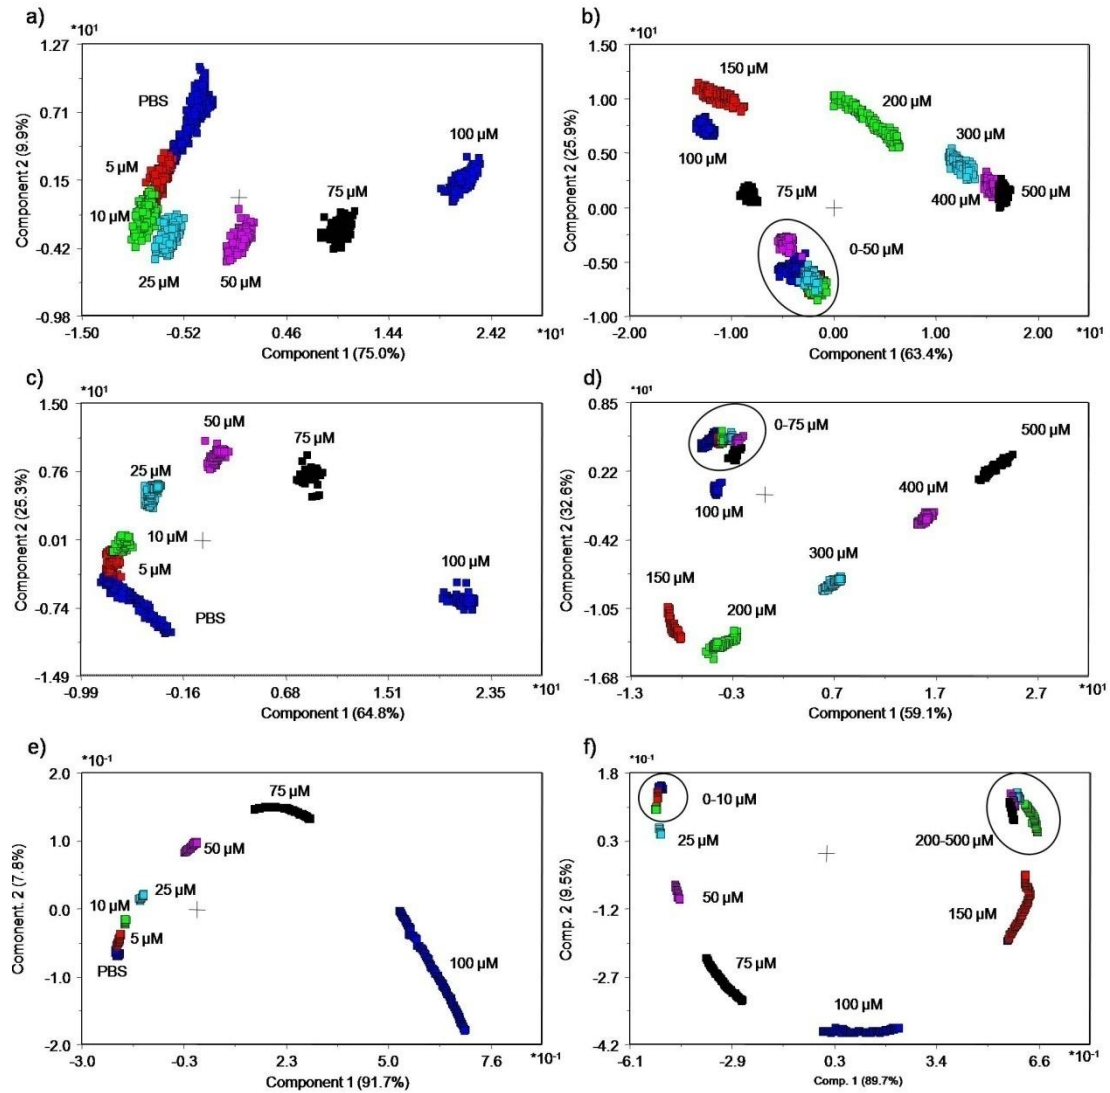 a)
*10¹
1.27
0.71
0.15
-0.42
-0.98
Component 2 (9.9%)
PBS
5 µM
10 µM
25 µM
50 µM
75 µM
100 µM
-1.50
-0.52
0.46
1.44
2.42
*10¹
Component 1 (75.0%)
b)
*10¹
1.50
1.00
0.50
0.00
-0.50
-1.00
Component 2 (25.9%)
150 µM
200 µM
100 µM
300 µM
75 µM
400 µM
500 µM
0-50 µM
-2.00
-1.00
0.00
1.00
2.00
*10¹
Component 1 (63.4%)
c)
*10¹
1.50
0.76
0.01
-0.74
-1.49
Component 2 (25.3%)
50 µM
75 µM
25 µM
10 µM
5 µM
PBS
100 µM
-0.99
-0.16
0.68
1.51
2.35
*10¹
Component 1 (64.8%)
d)
*10¹
0.85
0.22
-0.42
-1.05
-1.68
Component 2 (32.6%)
0-75 µM
500 µM
100 µM
400 µM
300 µM
150 µM
200 µM
-1.3
-0.3
0.7
1.7
2.7
*10¹
Component 1 (59.1%)
e)
*10⁻¹
2.0
1.0
0.0
-1.0
-2.0
Comonent. 2 (7.8%)
75 µM
50 µM
25 µM
10 µM
5 µM
PBS
100 µM
-3.0
-0.3
2.3
4.9
7.6
*10⁻¹
Component 1 (91.7%)
f)
*10⁻¹
1.8
0.3
-1.2
-2.7
-4.2
Comp. 2 (9.5%)
0-10 µM
25 µM
200-500 µM
50 µM
150 µM
75 µM
100 µM
-6.1
-2.9
0.3
3.4
6.6
*10⁻¹
Comp. 1 (89.7%)